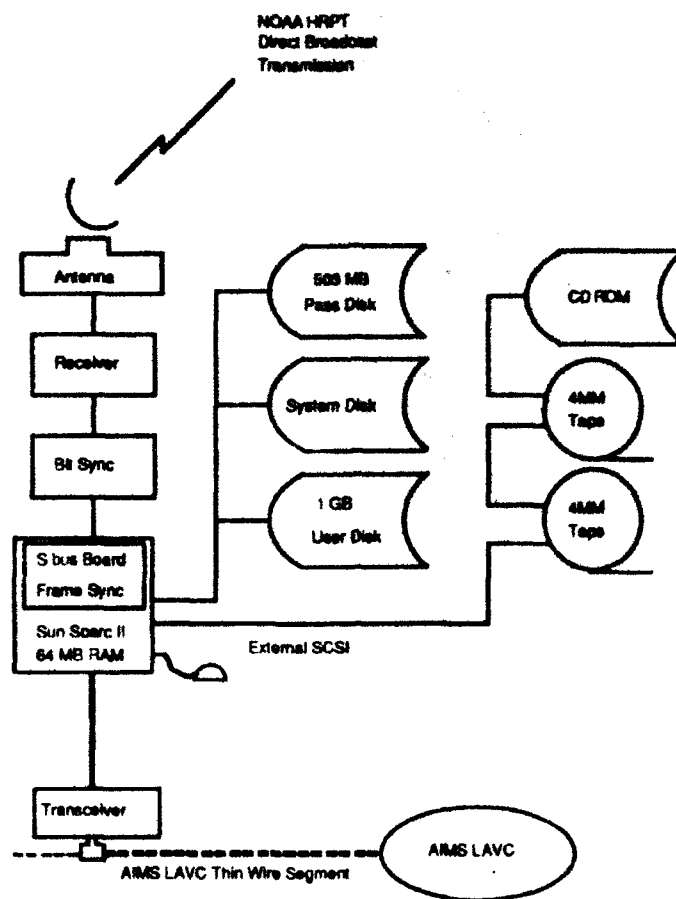 NOAA HRPT
Direct Broadcast
Transmission
Antenna
Receiver
Bit Sync
S bus Board
Frame Sync
Sun Sparc II
64 MB RAM
Transceiver
500 MB
Pass Disk
System Disk
1 GB
User Disk
CD ROM
4MM
Tape
4MM
Tape
External SCSI
AIMS LAVC
AIMS LAVC Thin Wire Segment